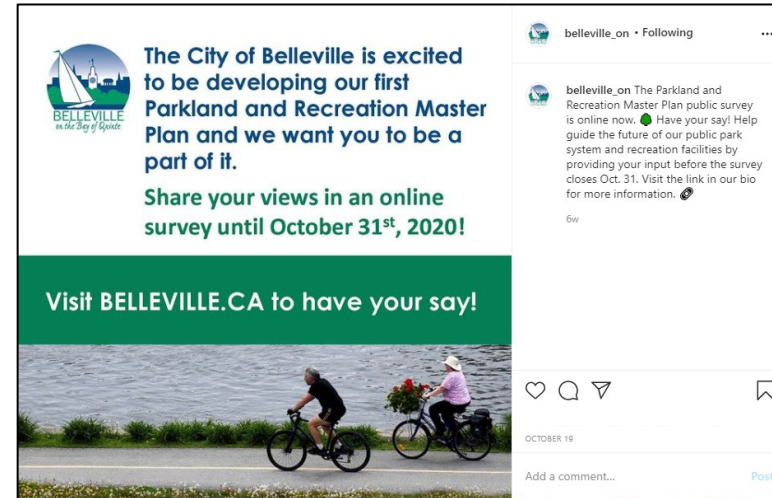 BELLEVILLE
on the Bay of Quinte
The City of Belleville is excited
to be developing our first
Parkland and Recreation Master
Plan and we want you to be a
part of it.
Share your views in an online
survey until October 31st, 2020!
Visit BELLEVILLE.CA to have your say!
belleville_on • Following
belleville_on The Parkland and
Recreation Master Plan public survey
is online now. 🌳 Have your say! Help
guide the future of our public park
system and recreation facilities by
providing your input before the survey
closes Oct. 31. Visit the link in our bio
for more information. 🔗
6w
OCTOBER 19
Add a comment...
Post